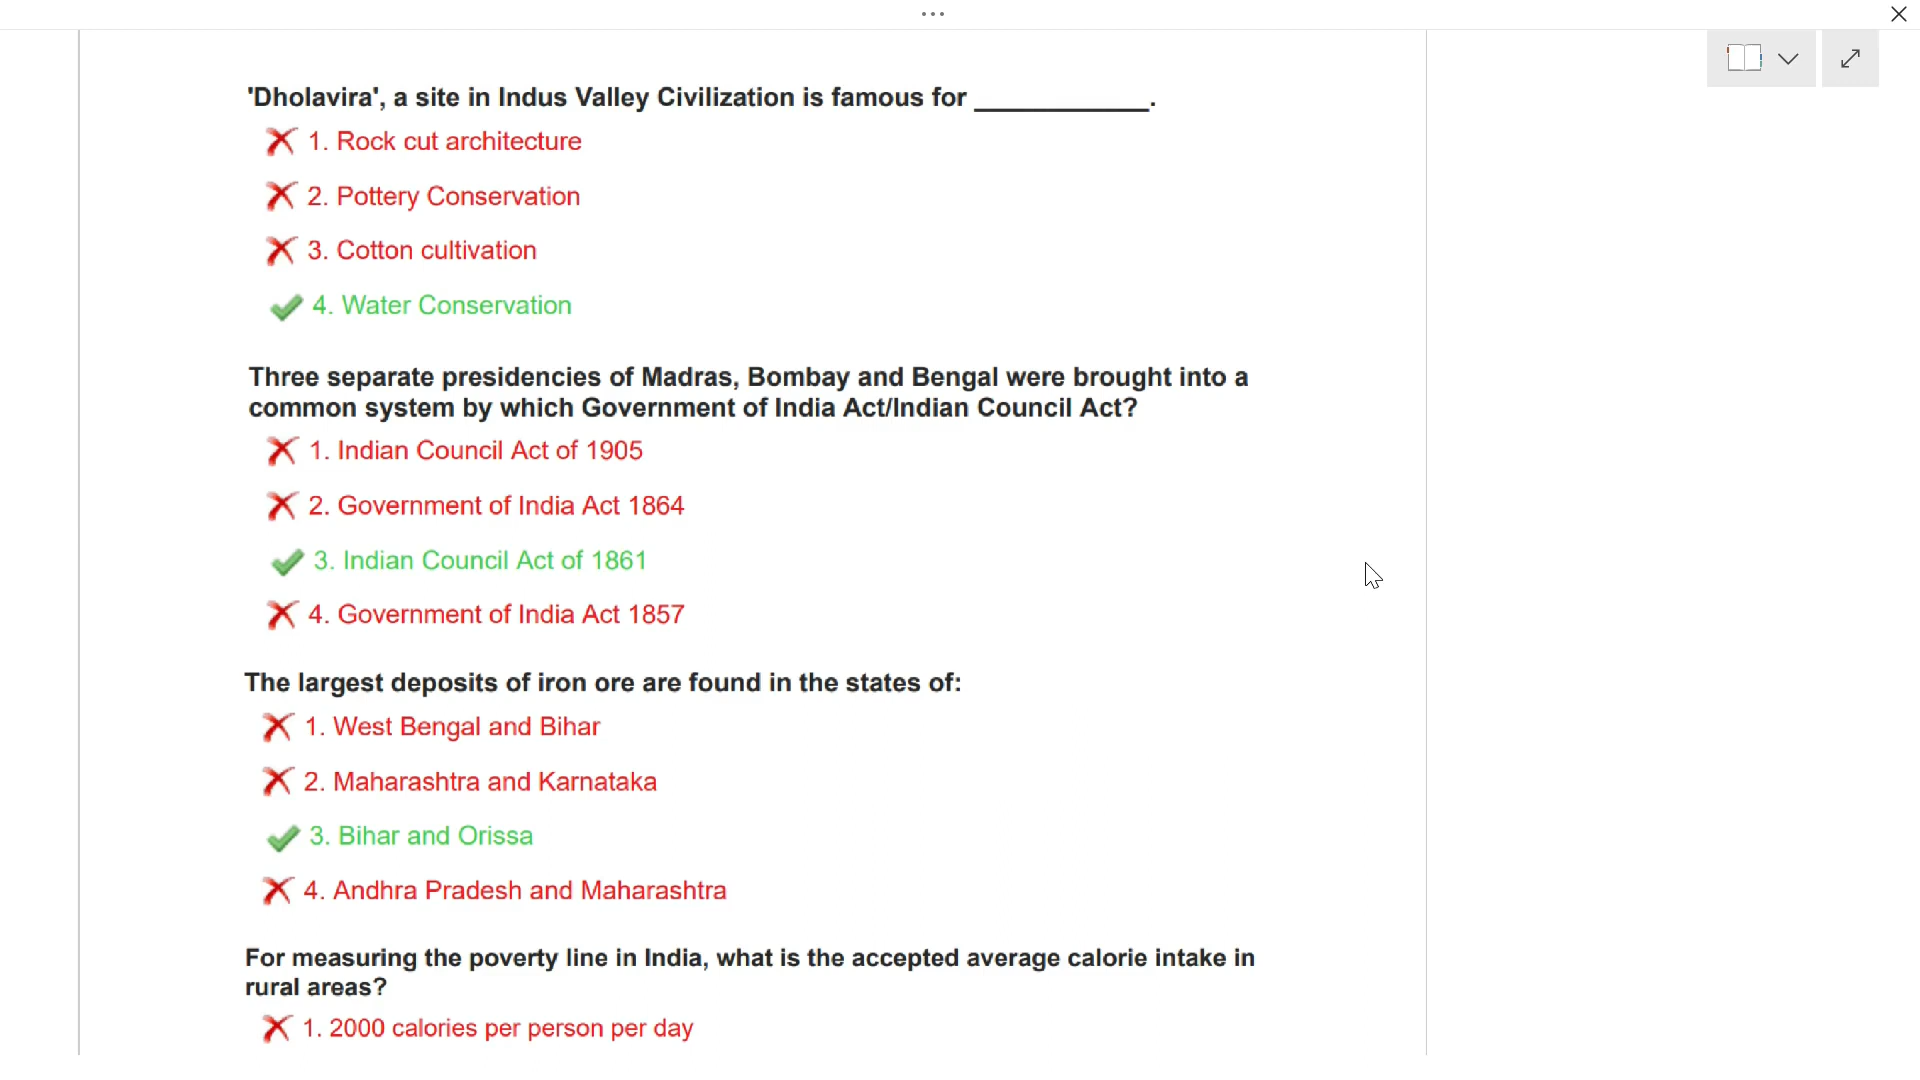 'Dholavira', a site in Indus Valley Civilization is famous for ____________.
1. Rock cut architecture
2. Pottery Conservation
3. Cotton cultivation
4. Water Conservation
Three separate presidencies of Madras, Bombay and Bengal were brought into a
common system by which Government of India Act/Indian Council Act?
1. Indian Council Act of 1905
2. Government of India Act 1864
3. Indian Council Act of 1861
4. Government of India Act 1857
The largest deposits of iron ore are found in the states of:
1. West Bengal and Bihar
2. Maharashtra and Karnataka
3. Bihar and Orissa
4. Andhra Pradesh and Maharashtra
For measuring the poverty line in India, what is the accepted average calorie intake in
rural areas?
1. 2000 calories per person per day